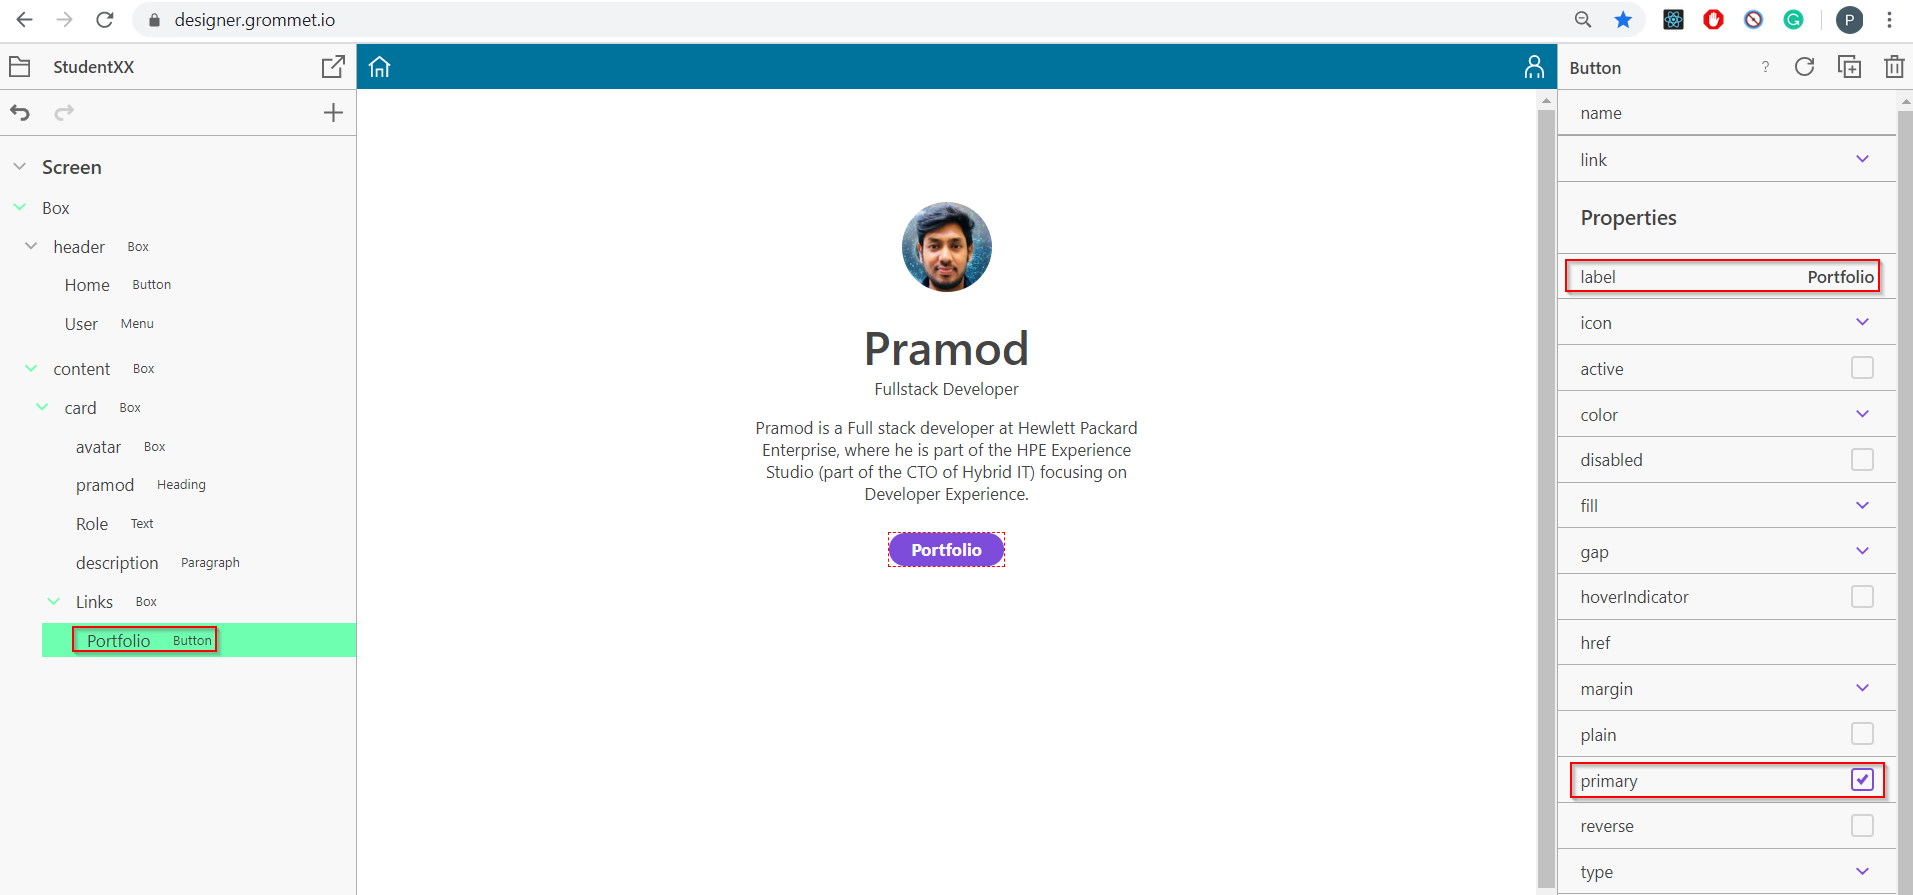 designer.grommet.io
P
StudentXX
Screen
Box
header Box
Home Button
User Menu
content Box
card Box
avatar Box
pramod Heading
Role Text
description Paragraph
Links Box
Portfolio Button
Pramod
Fullstack Developer
Pramod is a Full stack developer at Hewlett Packard
Enterprise, where he is part of the HPE Experience
Studio (part of the CTO of Hybrid IT) focusing on
Developer Experience.
Portfolio
Button ?
name
link
Properties
label Portfolio
icon
active
color
disabled
fill
gap
hoverIndicator
href
margin
plain
primary
reverse
type